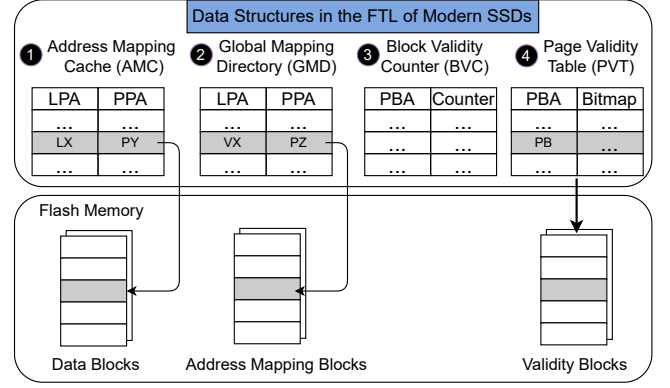 Data Structures in the FTL of Modern SSDs
1 Address Mapping
Cache (AMC)
2 Global Mapping
Directory (GMD)
3 Block Validity
Counter (BVC)
4 Page Validity
Table (PVT)
LPA PPA
... ...
LX PY
... ...
LPA PPA
... ...
VX PZ
... ...
PBA Counter
... ...
... ...
... ...
PBA Bitmap
... ...
PB ...
... ...
Flash Memory
Data Blocks
Address Mapping Blocks
Validity Blocks